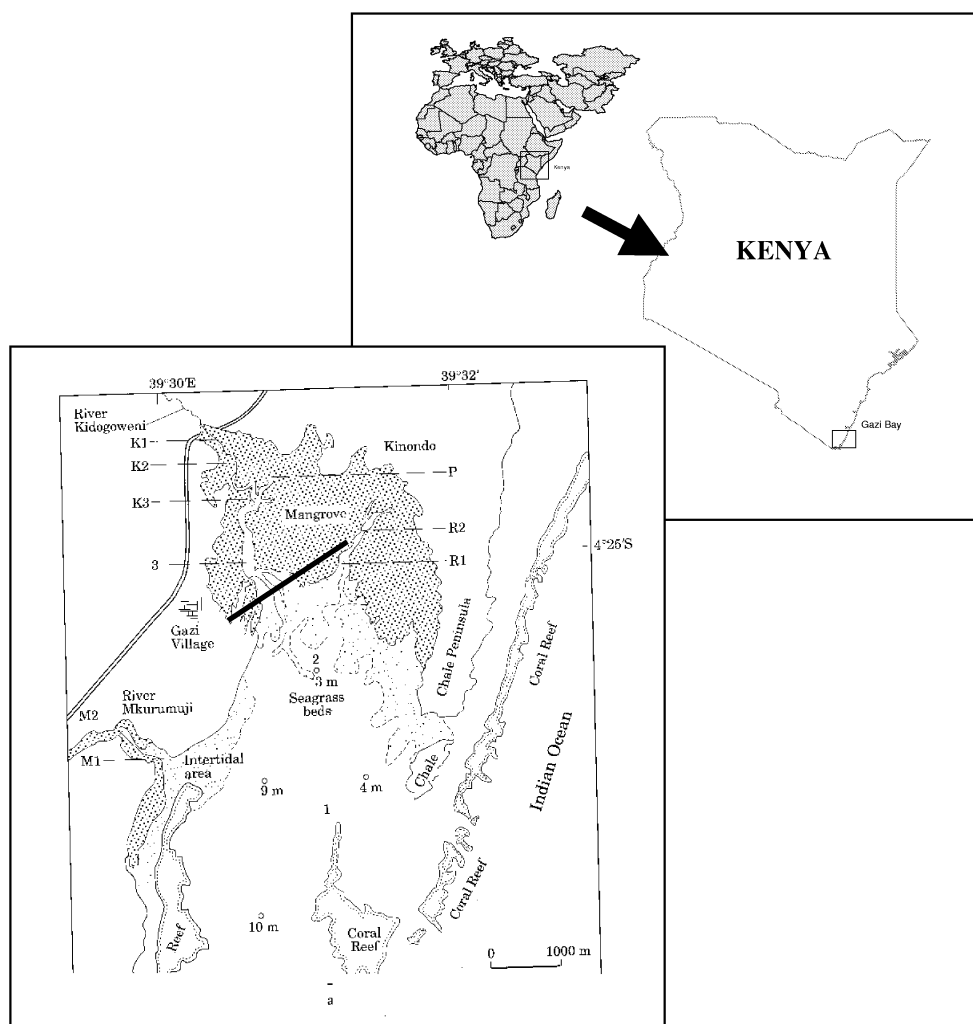 Kenya
KENYA
Gazi Bay
39°30'E
39°32'
River
Kidogoweni
K1
K2
K3
3
Kinondo
P
Mangrove
R2
R1
4°25'S
Gazi
Village
2
3 m
Seagrass
beds
Chale Peninsula
Coral Reef
River
Mkurumuji
M2
M1
Intertidal
area
9 m
4 m
Chale
Indian Ocean
1
Coral Reef
10 m
Reef
Coral
Reef
0 1000 m
a